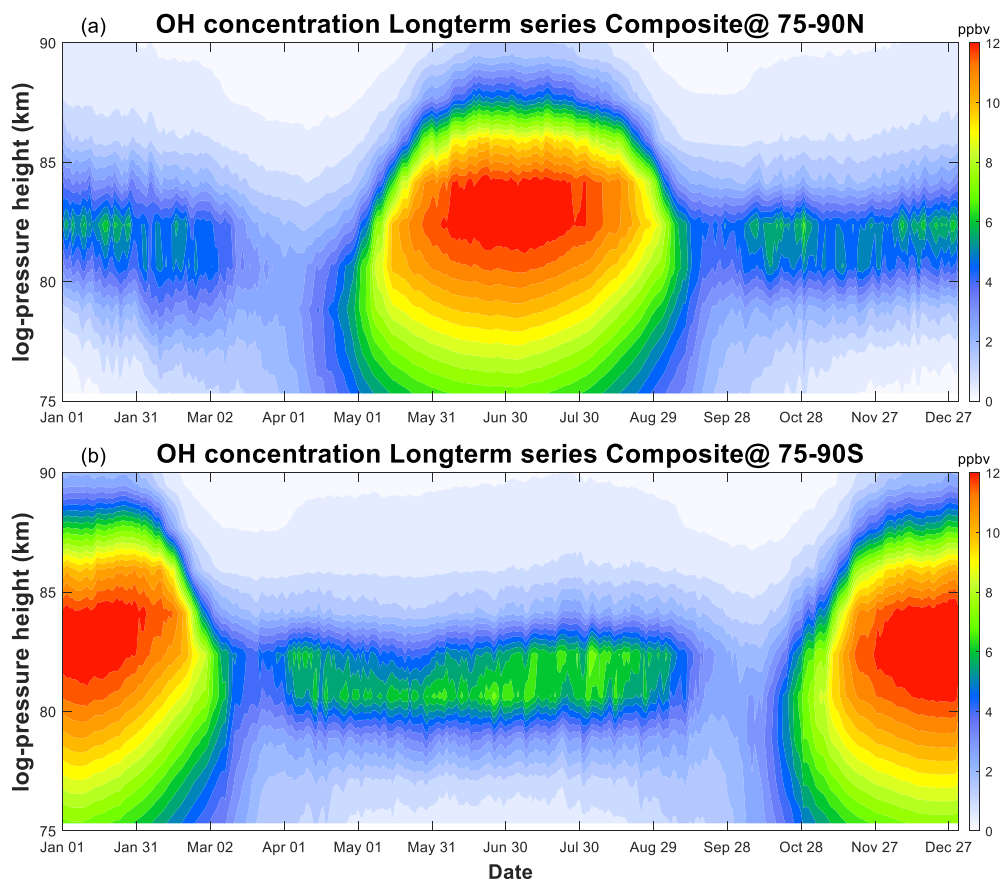 (a) OH concentration Longterm series Composite@ 75-90N
ppbv
log-pressure height (km)
90
85
80
75
12
10
8
6
4
2
0
Jan 01 Jan 31 Mar 02 Apr 01 May 01 May 31 Jun 30 Jul 30 Aug 29 Sep 28 Oct 28 Nov 27 Dec 27
(b) OH concentration Longterm series Composite@ 75-90S
ppbv
log-pressure height (km)
90
85
80
75
12
10
8
6
4
2
0
Jan 01 Jan 31 Mar 02 Apr 01 May 01 May 31 Jun 30 Jul 30 Aug 29 Sep 28 Oct 28 Nov 27 Dec 27
Date